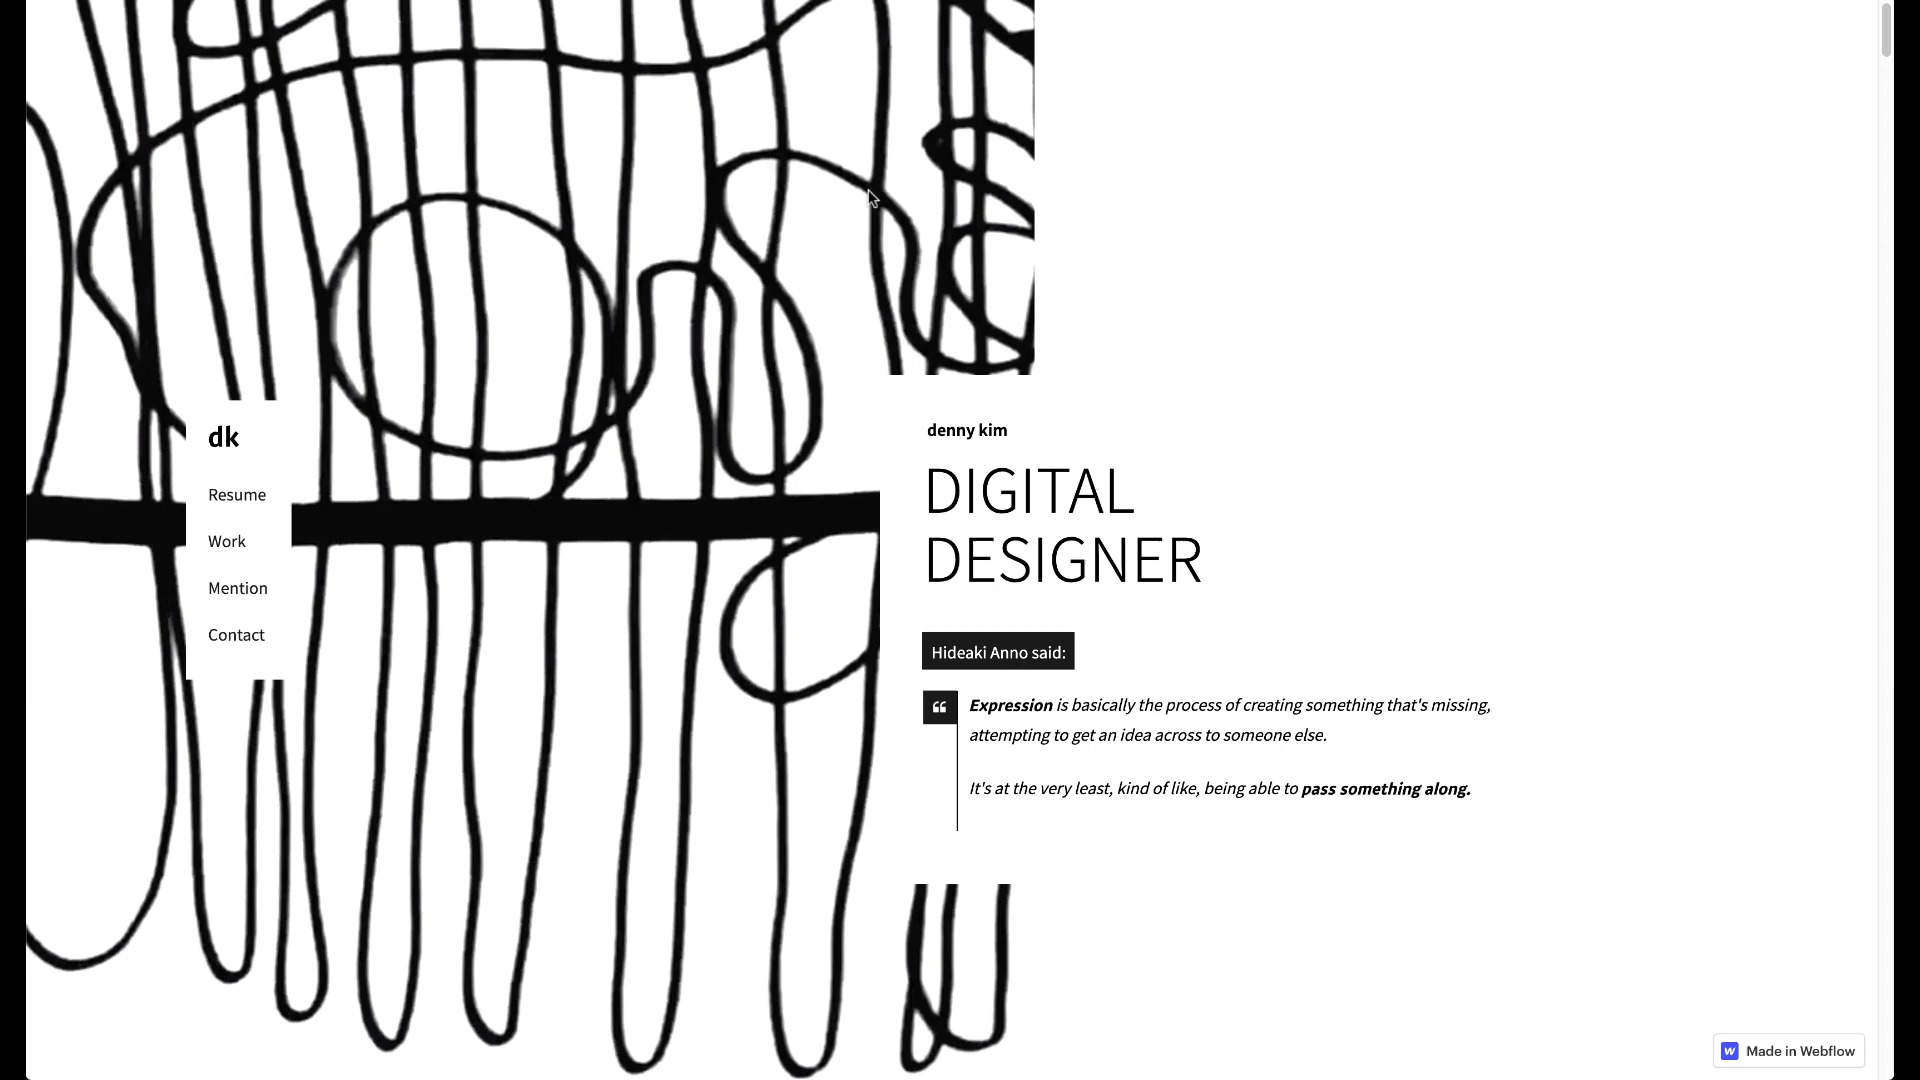 dk
Resume
Work
Mention
Contact
denny kim
DIGITAL
DESIGNER
Hideaki Anno said:
Expression is basically the process of creating something that's missing,
attempting to get an idea across to someone else.
It's at the very least, kind of like, being able to pass something along.
Made in Webflow